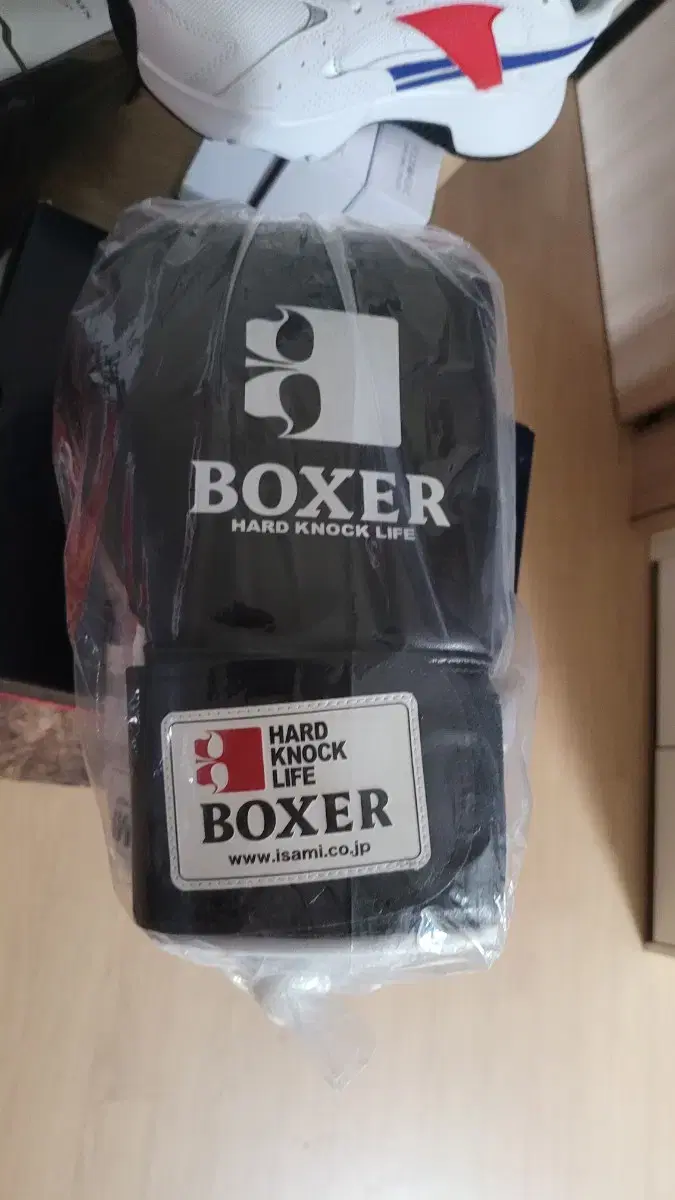 BOXER
HARD KNOCK LIFE
HARD
KNOCK
LIFE
BOXER
www.isami.co.jp